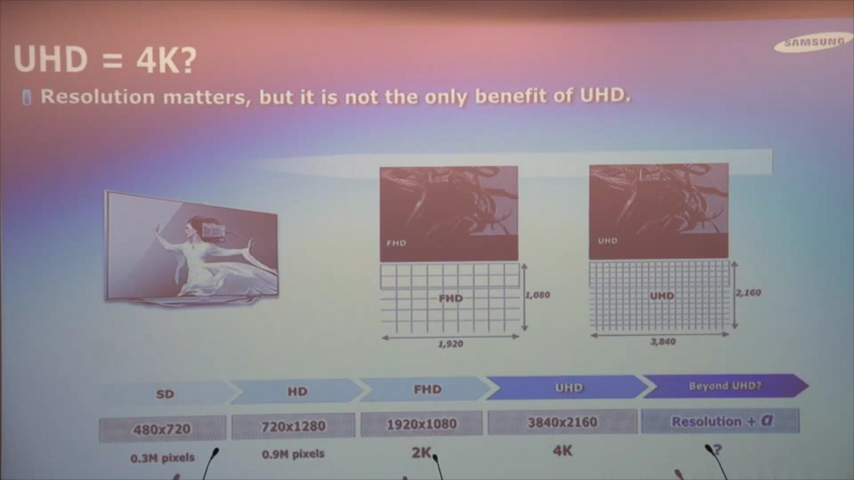 UHD = 4K?
SAMSUNG
Resolution matters, but it is not the only benefit of UHD.
FHD
UHD
FHD
1,080
UHD
2,160
1,920
3,840
SD
HD
FHD
UHD
Beyond UHD?
480x720
720x1280
1920x1080
3840x2160
Resolution + α
0.3M pixels
0.9M pixels
2K
4K
?